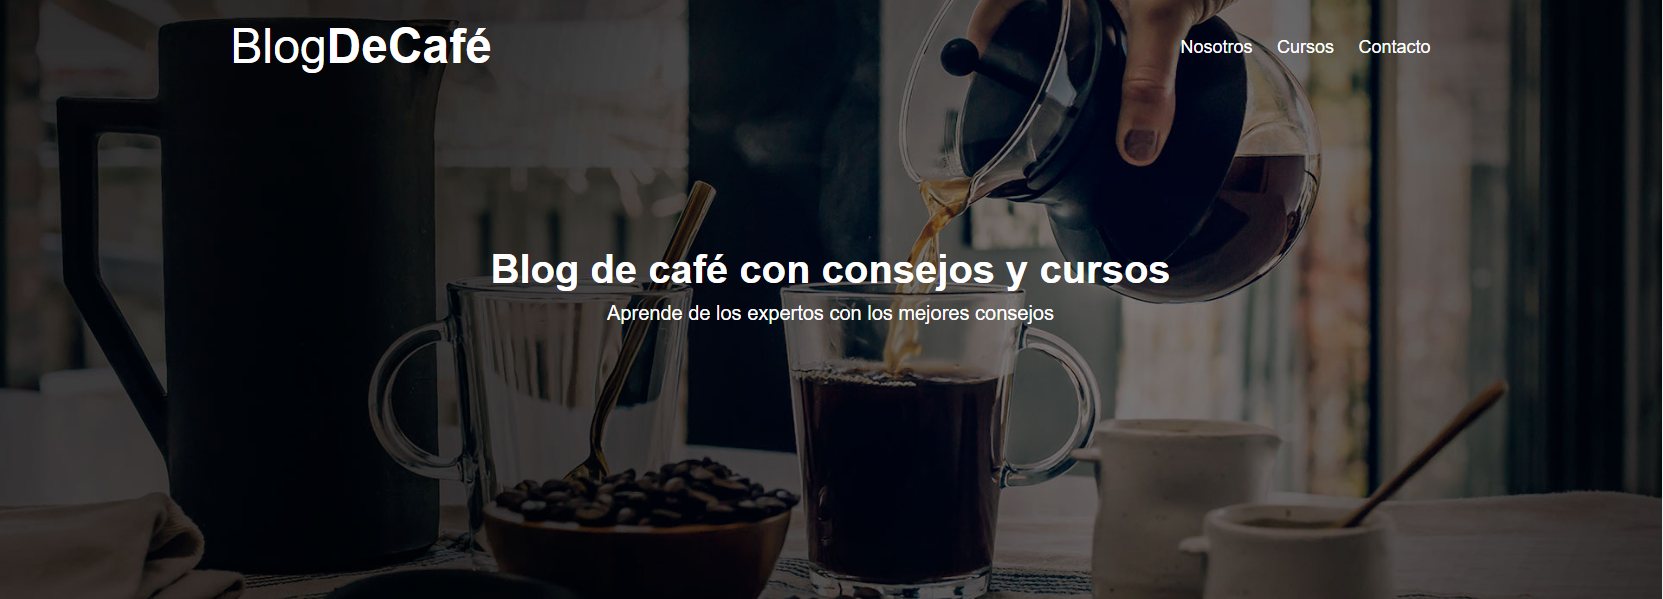 BlogDeCafé
Nosotros Cursos Contacto
Blog de café con consejos y cursos
Aprende de los expertos con los mejores consejos